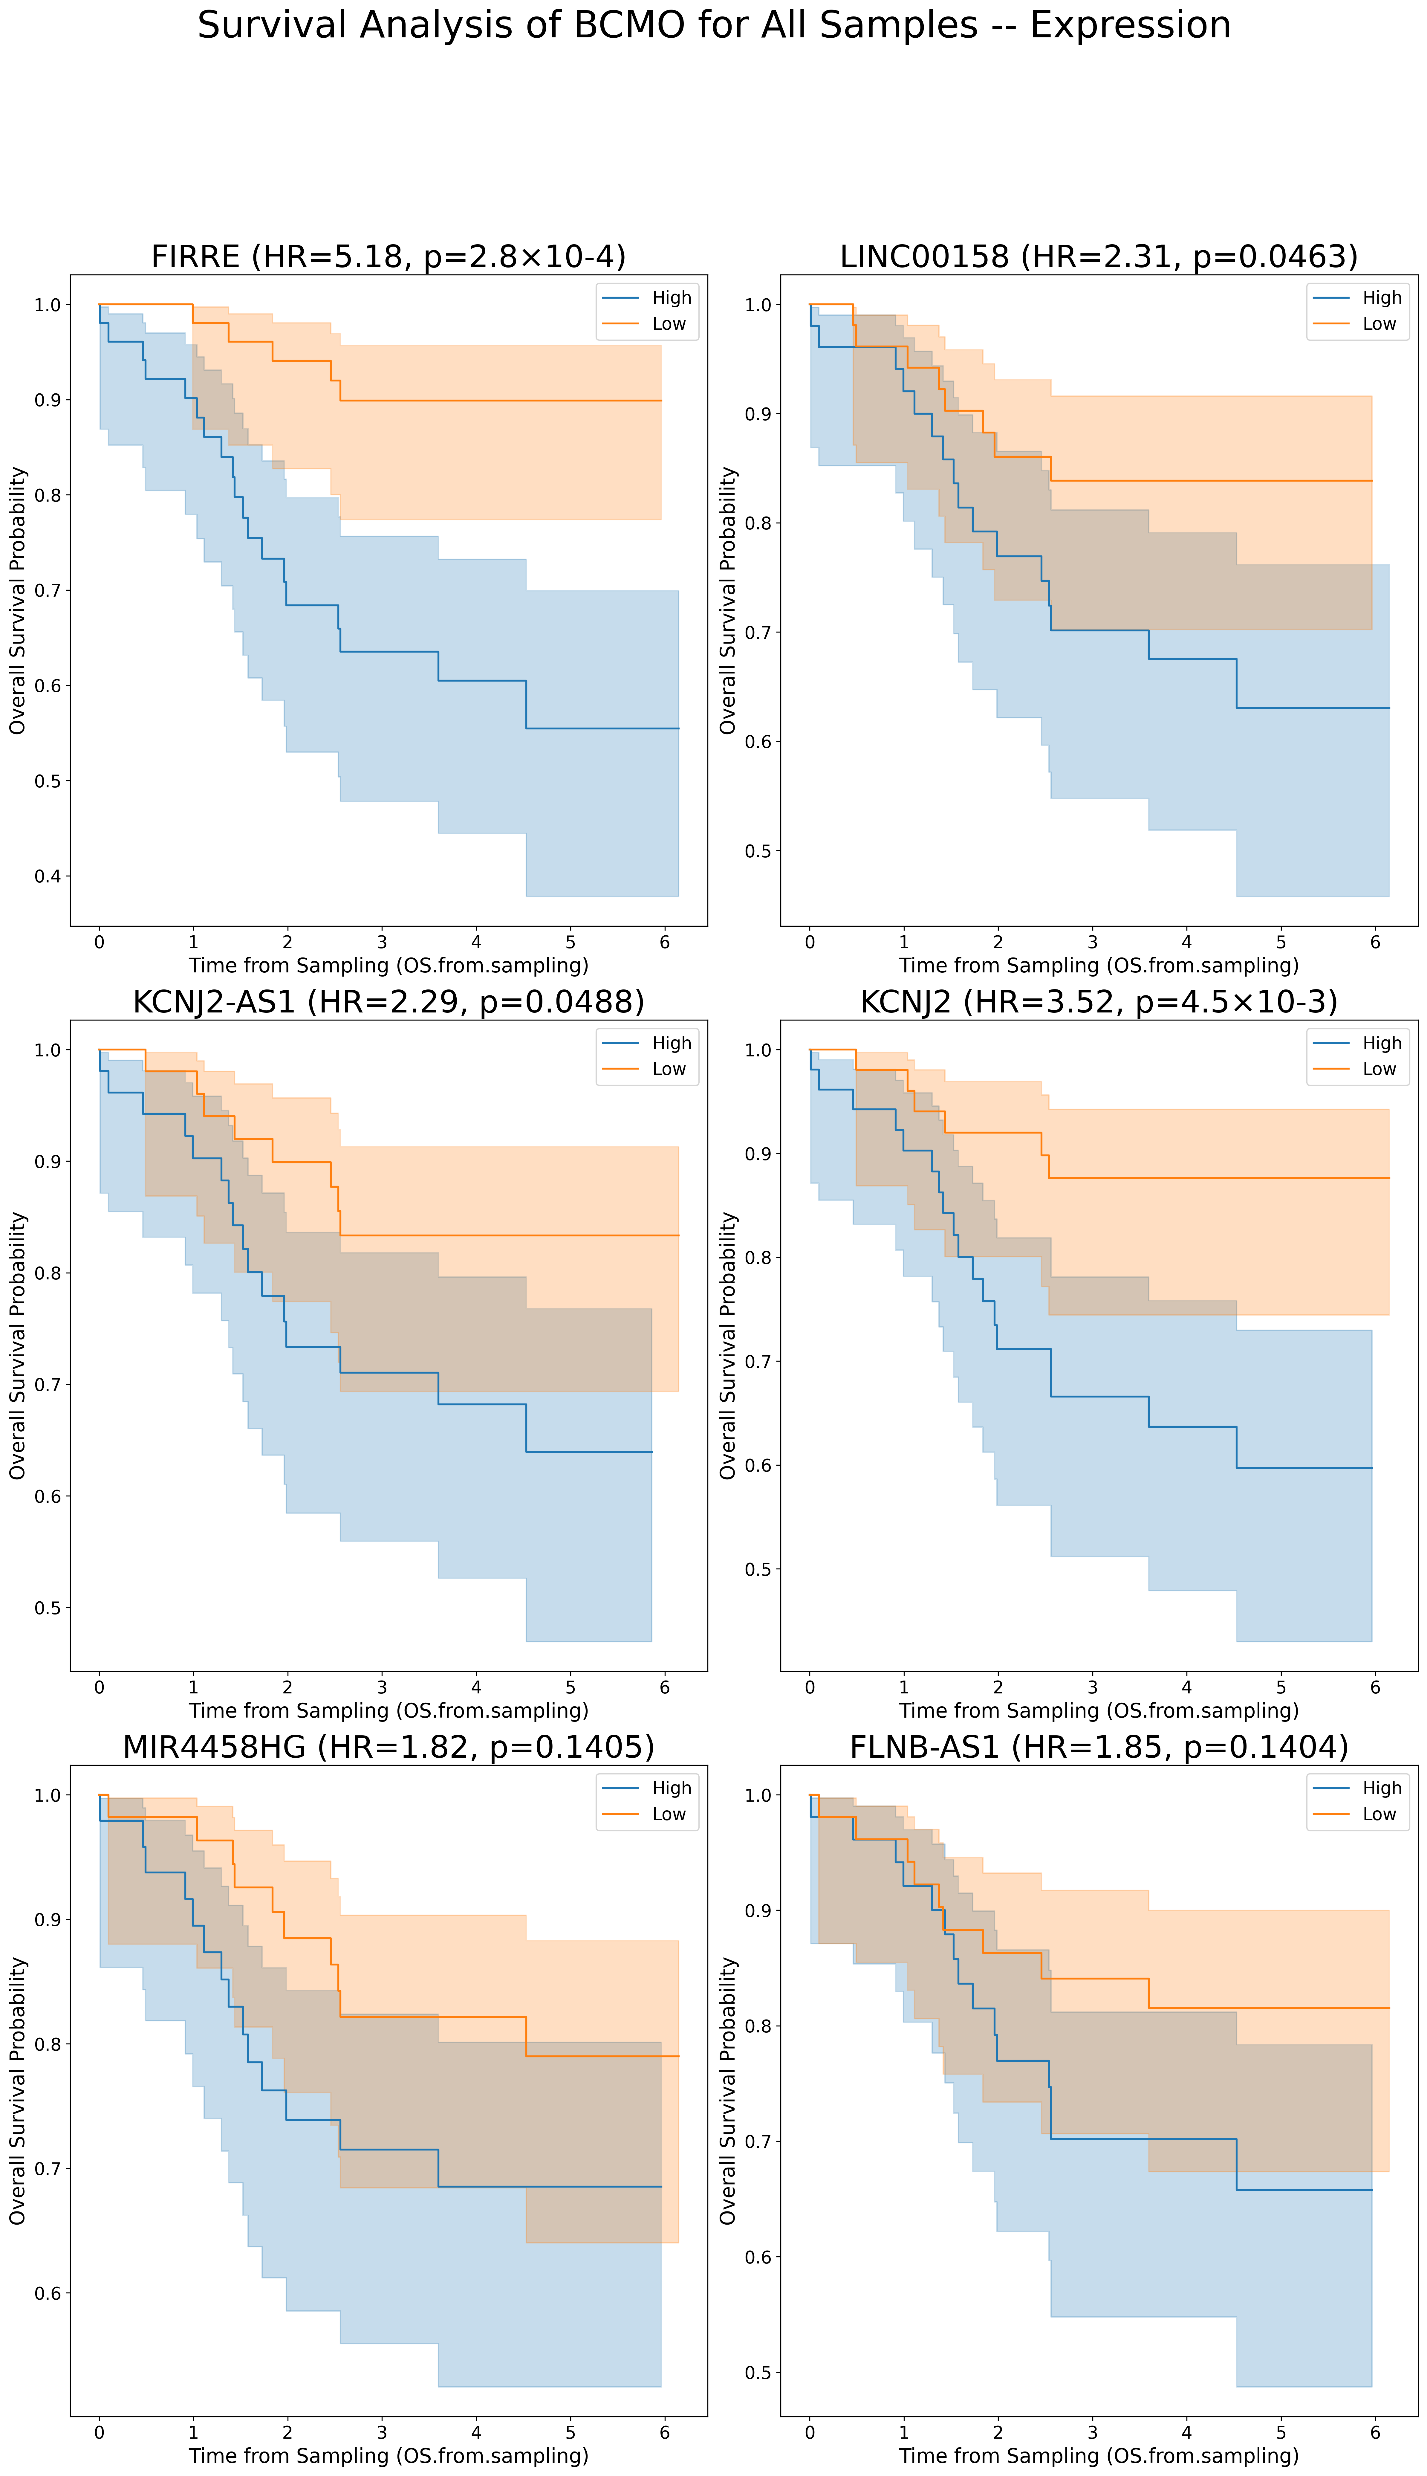 Survival Analysis of BCMO for All Samples -- Expression
FIRRE (HR=5.18, p=2.8×10-4)
High
Low
1.0
0.9
0.8
0.7
0.6
0.5
0.4
Overall Survival Probability
0 1 2 3 4 5 6
Time from Sampling (OS.from.sampling)
LINC00158 (HR=2.31, p=0.0463)
High
Low
1.0
0.9
0.8
0.7
0.6
0.5
Overall Survival Probability
0 1 2 3 4 5 6
Time from Sampling (OS.from.sampling)
KCNJ2-AS1 (HR=2.29, p=0.0488)
High
Low
1.0
0.9
0.8
0.7
0.6
0.5
Overall Survival Probability
0 1 2 3 4 5 6
Time from Sampling (OS.from.sampling)
KCNJ2 (HR=3.52, p=4.5×10-3)
High
Low
1.0
0.9
0.8
0.7
0.6
0.5
Overall Survival Probability
0 1 2 3 4 5 6
Time from Sampling (OS.from.sampling)
MIR4458HG (HR=1.82, p=0.1405)
High
Low
1.0
0.9
0.8
0.7
0.6
Overall Survival Probability
0 1 2 3 4 5 6
Time from Sampling (OS.from.sampling)
FLNB-AS1 (HR=1.85, p=0.1404)
High
Low
1.0
0.9
0.8
0.7
0.6
0.5
Overall Survival Probability
0 1 2 3 4 5 6
Time from Sampling (OS.from.sampling)